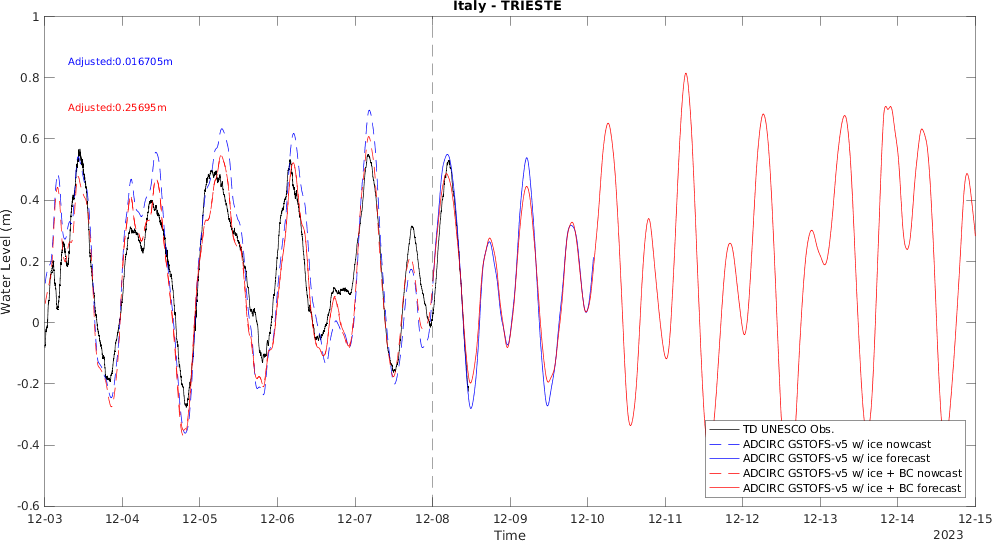 Italy - TRIESTE
Adjusted:0.016705m
Adjusted:0.25695m
Water Level (m)
1
0.8
0.6
0.4
0.2
0
-0.2
-0.4
-0.6
12-03 12-04 12-05 12-06 12-07 12-08 12-09 12-10 12-11 12-12 12-13 12-14 12-15
Time
2023
TD UNESCO Obs.
ADCIRC GSTOFS-v5 w/ ice nowcast
ADCIRC GSTOFS-v5 w/ ice forecast
ADCIRC GSTOFS-v5 w/ ice + BC nowcast
ADCIRC GSTOFS-v5 w/ ice + BC forecast